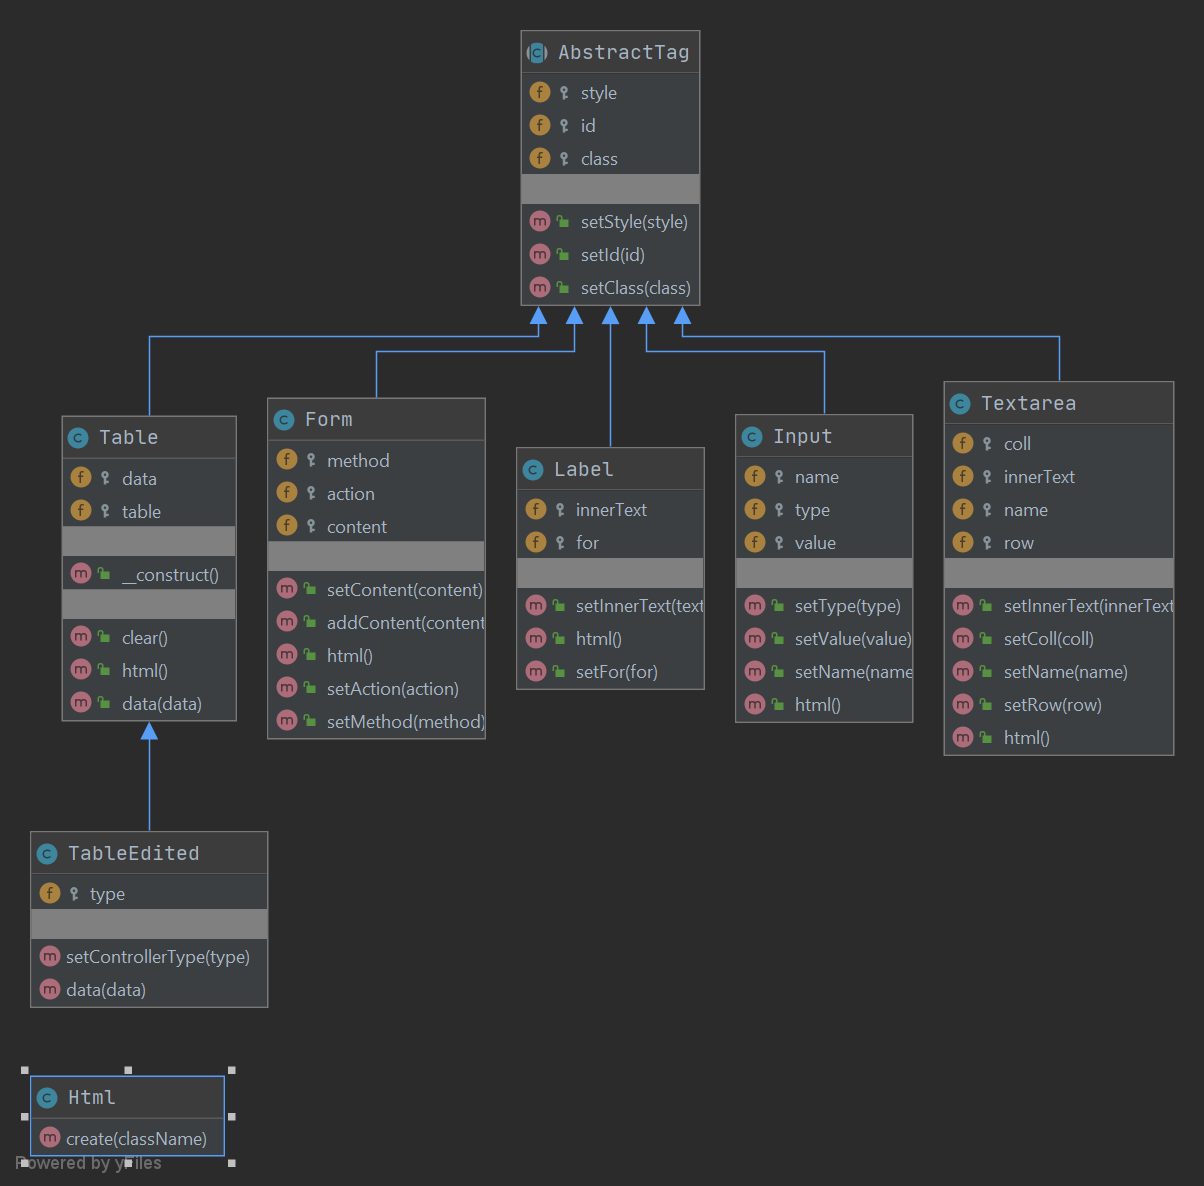 AbstractTag
style
id
class
setStyle(style)
setId(id)
setClass(class)
Table
data
table
__construct()
clear()
html()
data(data)
Form
method
action
content
setContent(content)
addContent(content
html()
setAction(action)
setMethod(method)
Label
innerText
for
setInnerText(text
html()
setFor(for)
Input
name
type
value
setType(type)
setValue(value)
setName(name
html()
Textarea
coll
innerText
name
row
setInnerText(innerText
setColl(coll)
setName(name)
setRow(row)
html()
TableEdited
type
setControllerType(type)
data(data)
Html
create(className)
Powered by yFiles